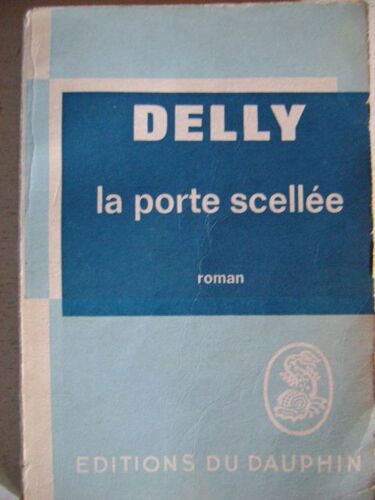 DELLY
la porte scellée
roman
EDITIONS DU DAUPHIN